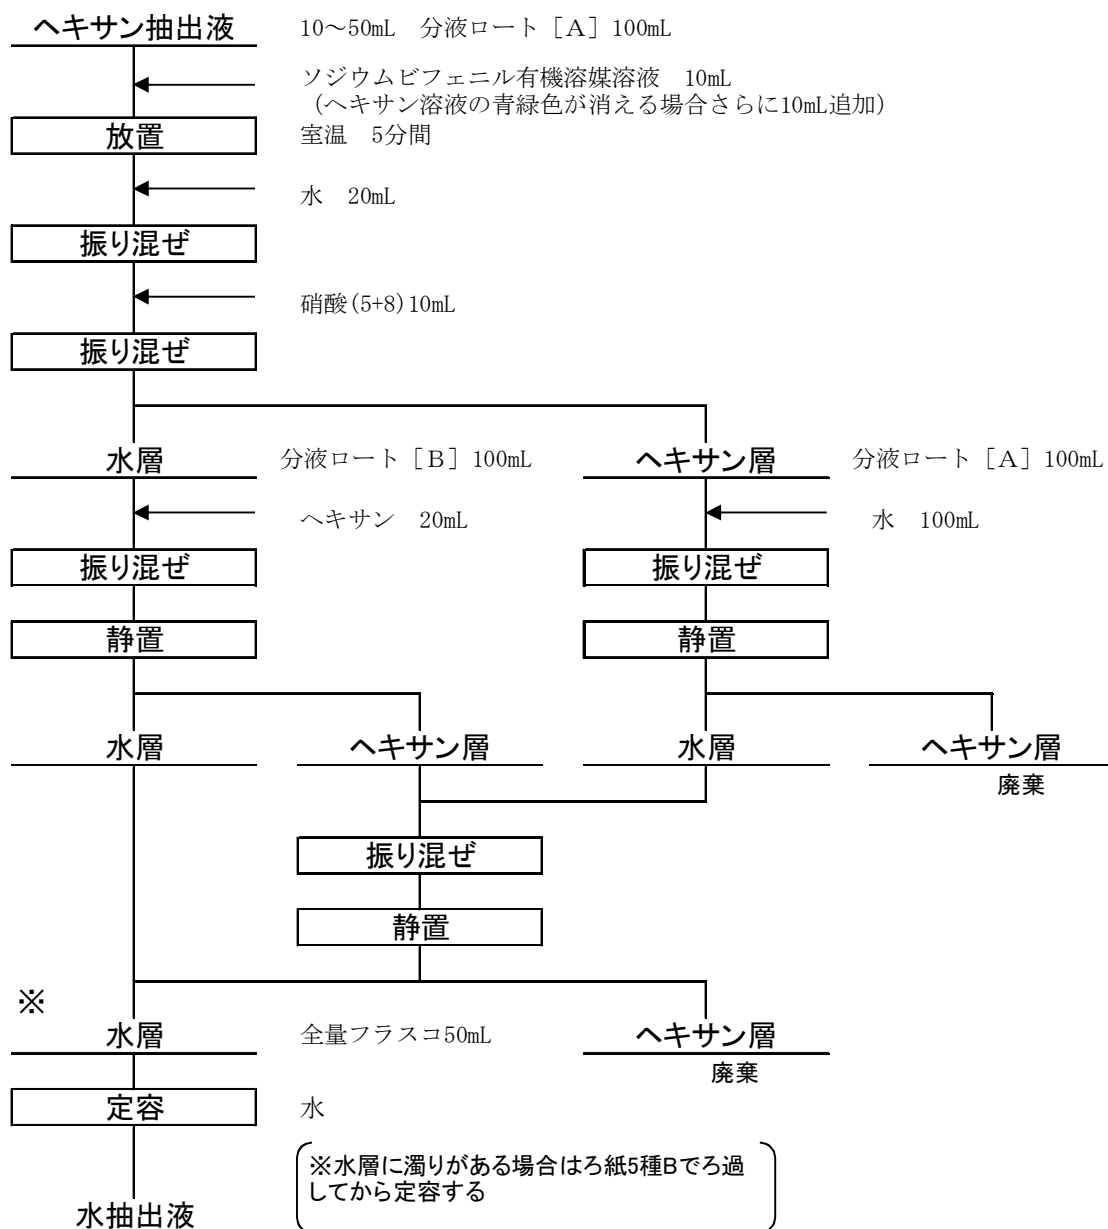 ヘキサン抽出液
10～50mL 分液ロート［A］100mL
ソジウムビフェニル有機溶媒溶液 10mL
（ヘキサン溶液の青緑色が消える場合さらに10mL追加）
放置
室温 5分間
水 20mL
振り混ぜ
硝酸(5+8)10mL
振り混ぜ
水層
分液ロート［B］100mL
ヘキサン層
分液ロート［A］100mL
ヘキサン 20mL
水 100mL
振り混ぜ
振り混ぜ
静置
静置
水層
ヘキサン層
水層
ヘキサン層
廃棄
振り混ぜ
静置
※
水層
全量フラスコ50mL
ヘキサン層
廃棄
定容
水
※水層に濁りがある場合はろ紙5種Bでろ過
してから定容する
水抽出液